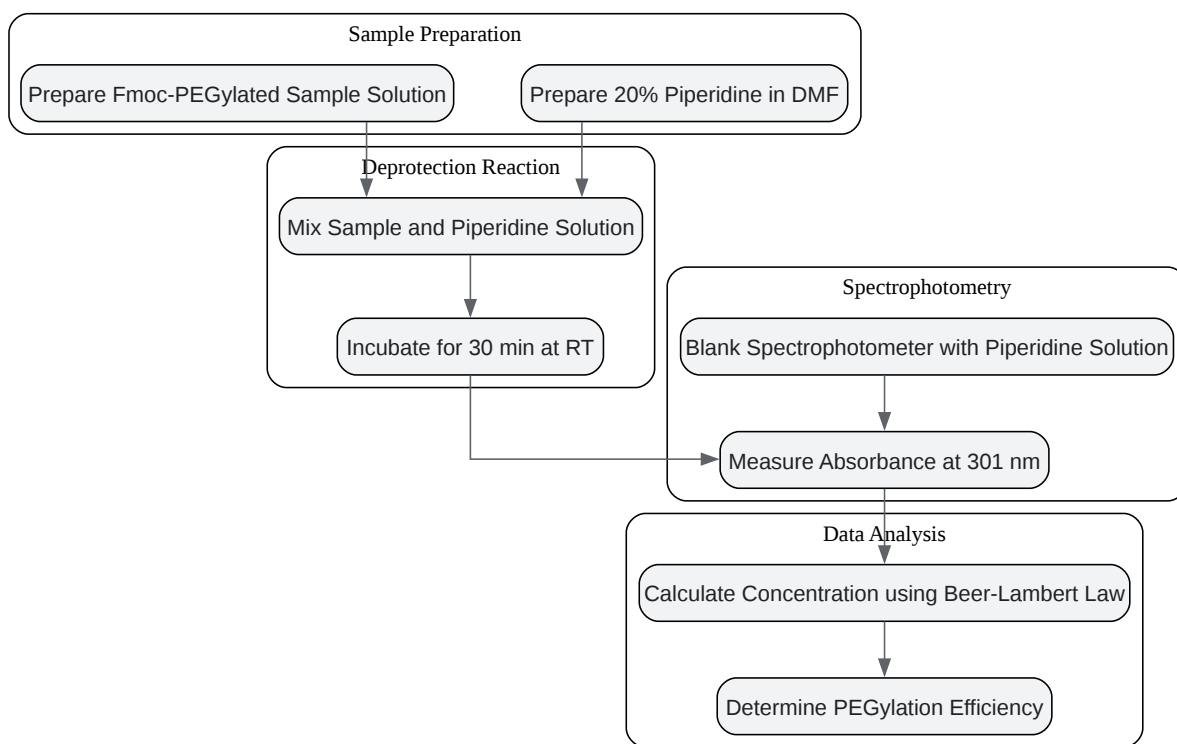 Sample Preparation
Prepare Fmoc-PEGylated Sample Solution
Prepare 20% Piperidine in DMF
Deprotection Reaction
Mix Sample and Piperidine Solution
Incubate for 30 min at RT
Spectrophotometry
Blank Spectrophotometer with Piperidine Solution
Measure Absorbance at 301 nm
Data Analysis
Calculate Concentration using Beer-Lambert Law
Determine PEGylation Efficiency